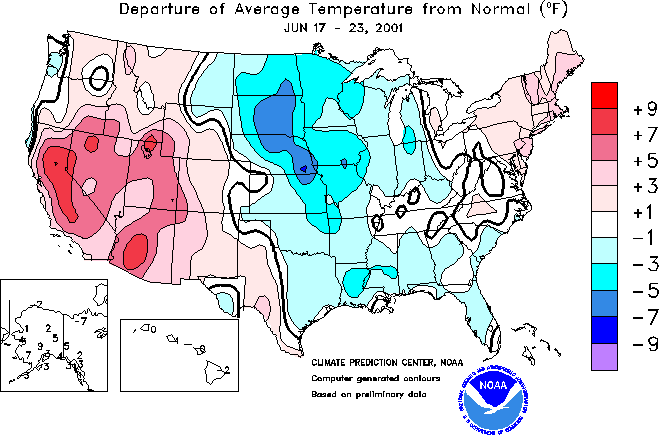 Departure of Average Temperature from Normal (°F)
JUN 17 - 23, 2001
+9
+7
+5
+3
+1
-1
-3
-5
-7
-9
2
-7
1 2
5 5
9
7 4 5 2
3 3 3
0
0
2
CLIMATE PREDICTION CENTER, NOAA
Computer generated contours
Based on preliminary data
NOAA